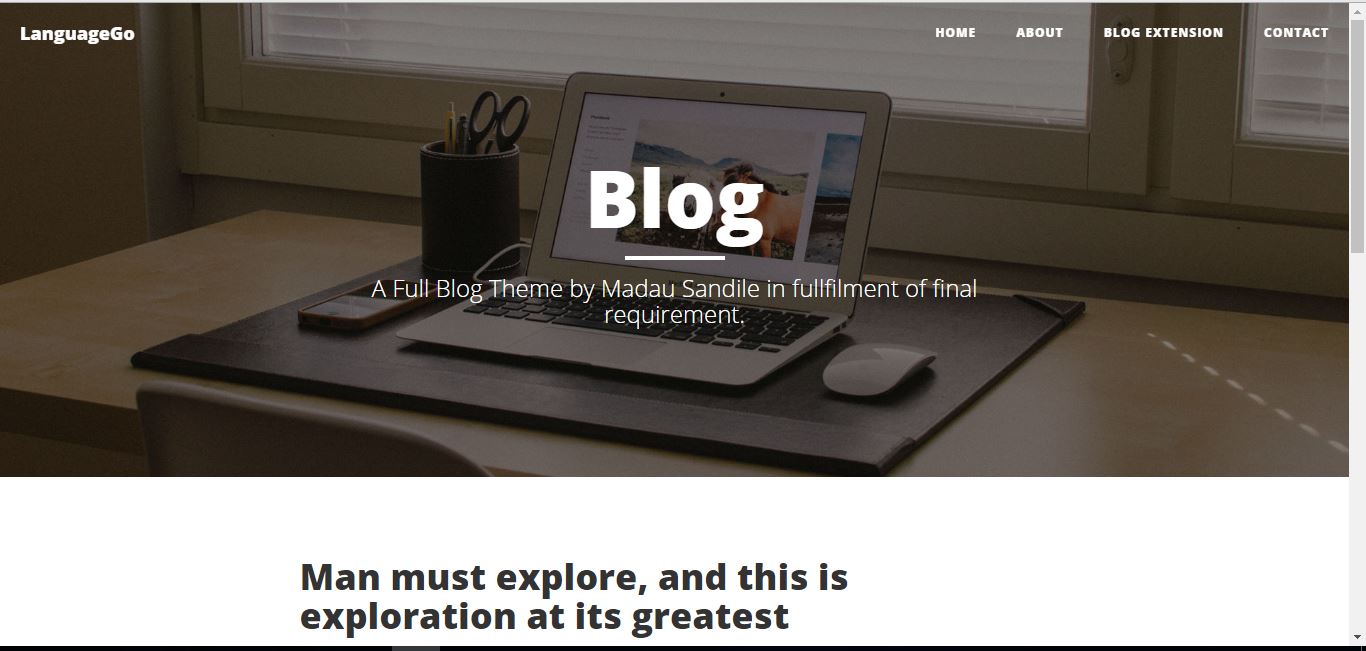 LanguageGo
HOME ABOUT BLOG EXTENSION CONTACT
Blog
A Full Blog Theme by Madau Sandile in fullfilment of final
requirement.
Man must explore, and this is
exploration at its greatest